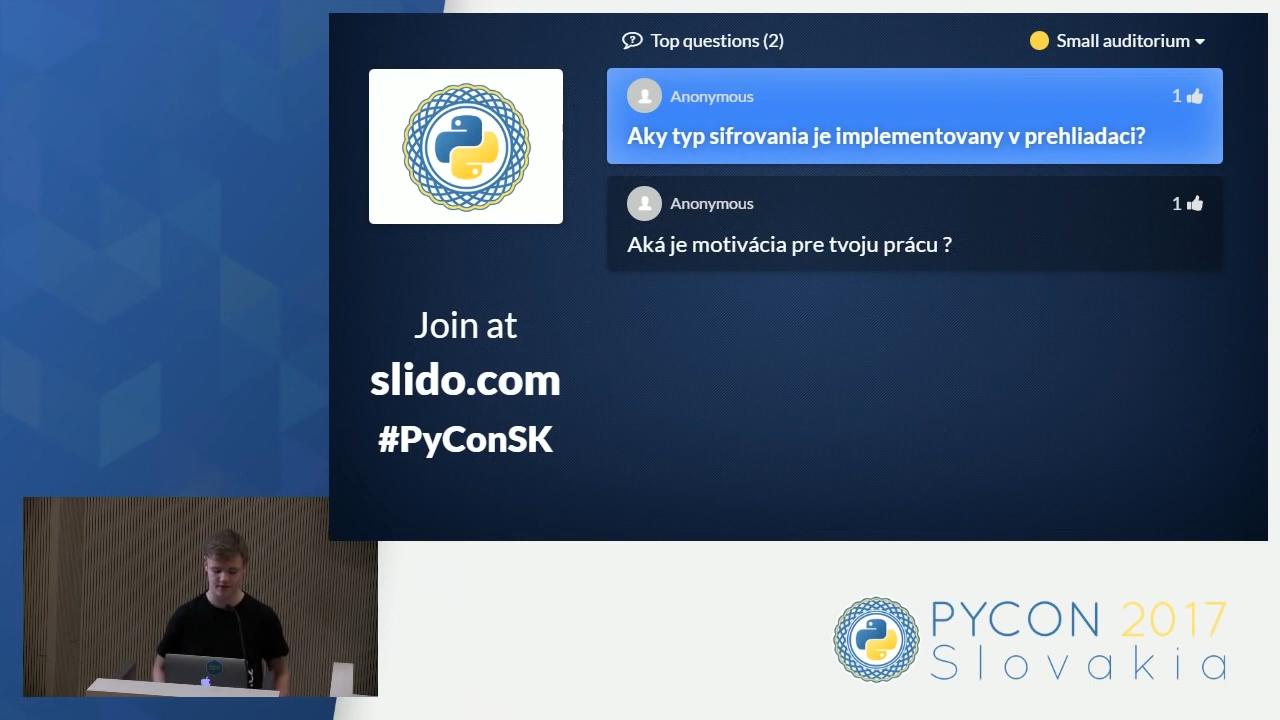 Top questions (2)
Small auditorium
Anonymous
1
Aky typ sifrovania je implementovany v prehliadaci?
Anonymous
1
Aká je motivácia pre tvoju prácu ?
Join at
slido.com
#PyConSK
PYCON 2017
Slovakia